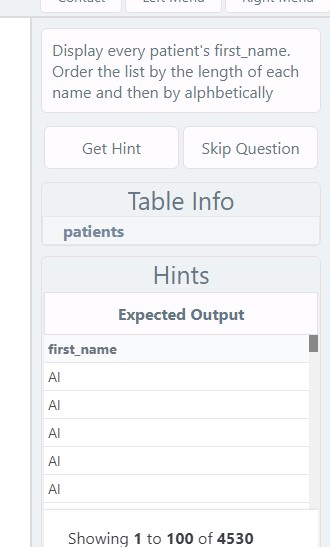 Contact Left Menu Right Menu
Display every patient's first_name.
Order the list by the length of each
name and then by alphbetically
Get Hint Skip Question
Table Info
patients
Hints
Expected Output
first_name
Al
Al
Al
Al
Al
Showing 1 to 100 of 4530